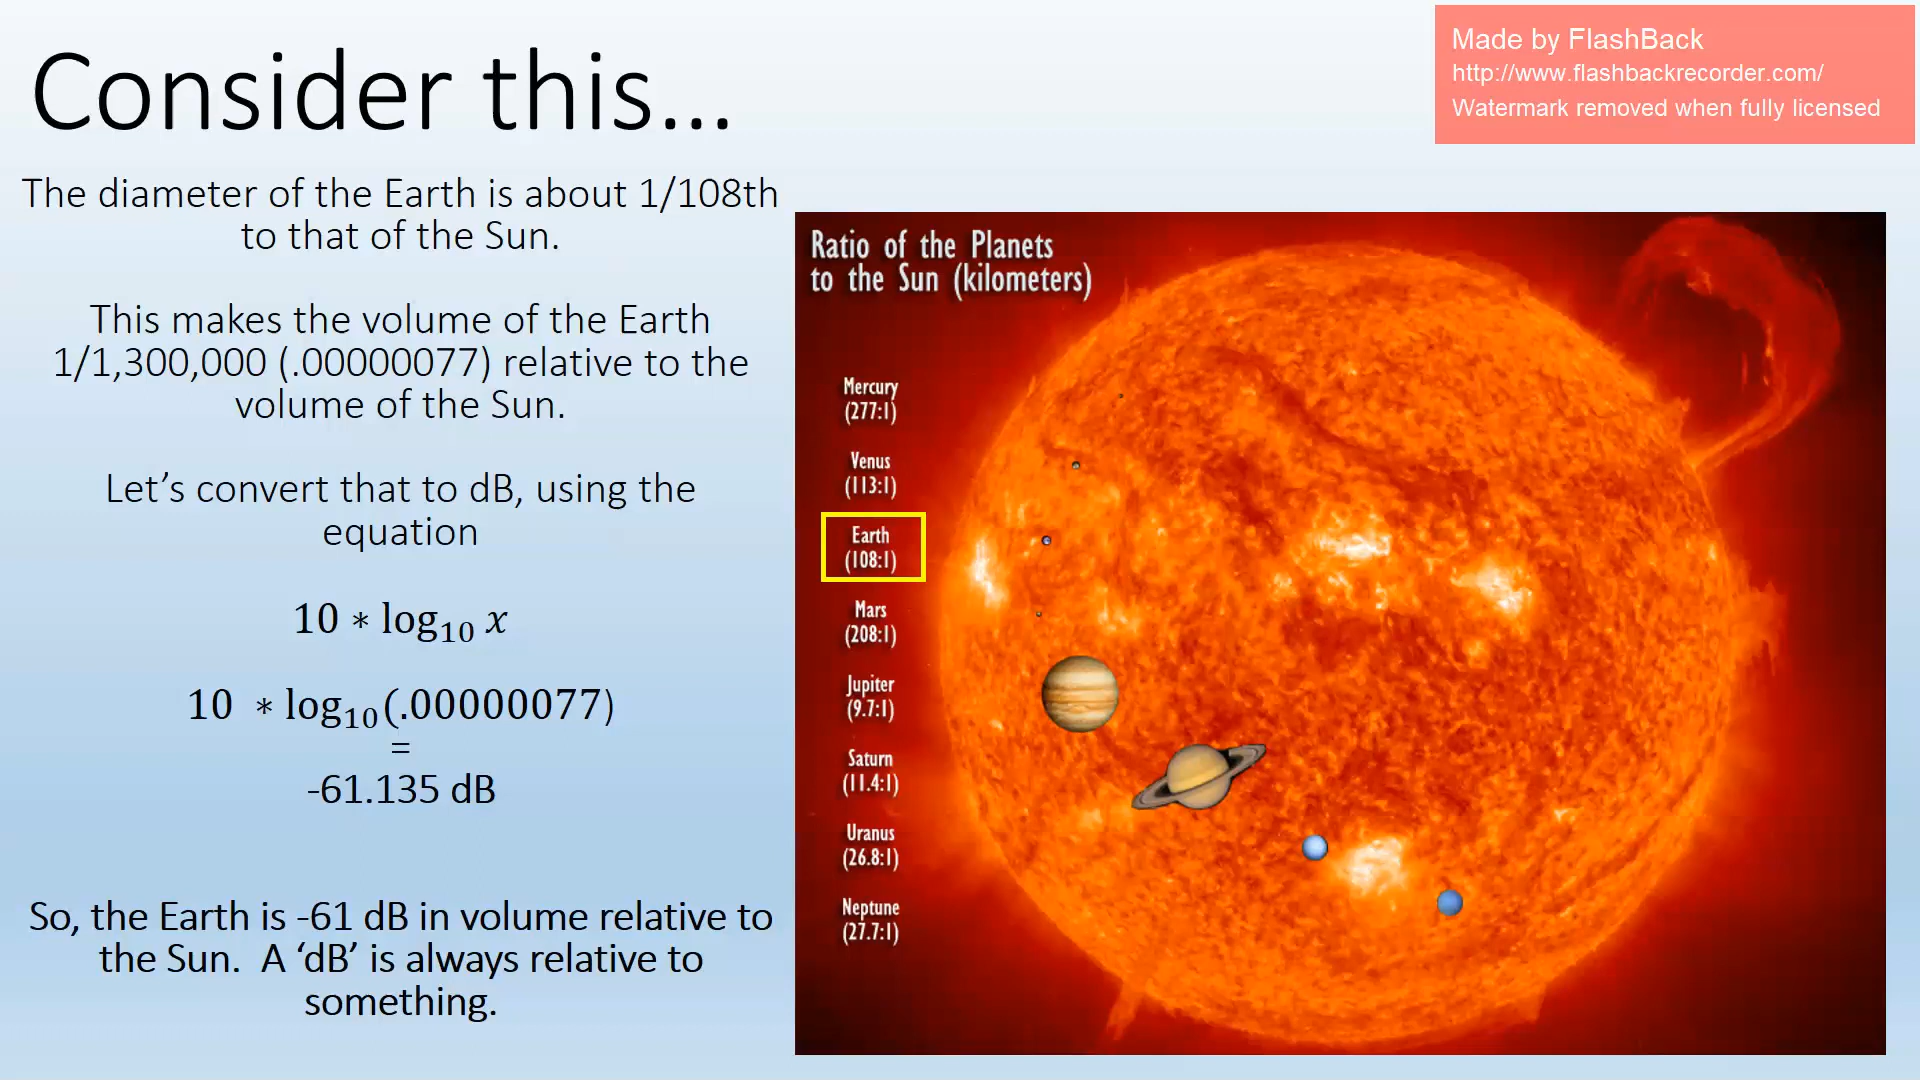 Consider this...
Made by FlashBack
http://www.flashbackrecorder.com/
Watermark removed when fully licensed
The diameter of the Earth is about 1/108th
to that of the Sun.
This makes the volume of the Earth
1/1,300,000 (.00000077) relative to the
volume of the Sun.
Let’s convert that to dB, using the
equation
10 ∗ log₁₀ x
10 ∗ log₁₀(.00000077)
=
-61.135 dB
So, the Earth is -61 dB in volume relative to
the Sun. A ‘dB’ is always relative to
something.
Ratio of the Planets
to the Sun (kilometers)
Mercury
(277:1)
Venus
(113:1)
Earth
(108:1)
Mars
(208:1)
Jupiter
(9.7:1)
Saturn
(11.4:1)
Uranus
(26.8:1)
Neptune
(27.7:1)